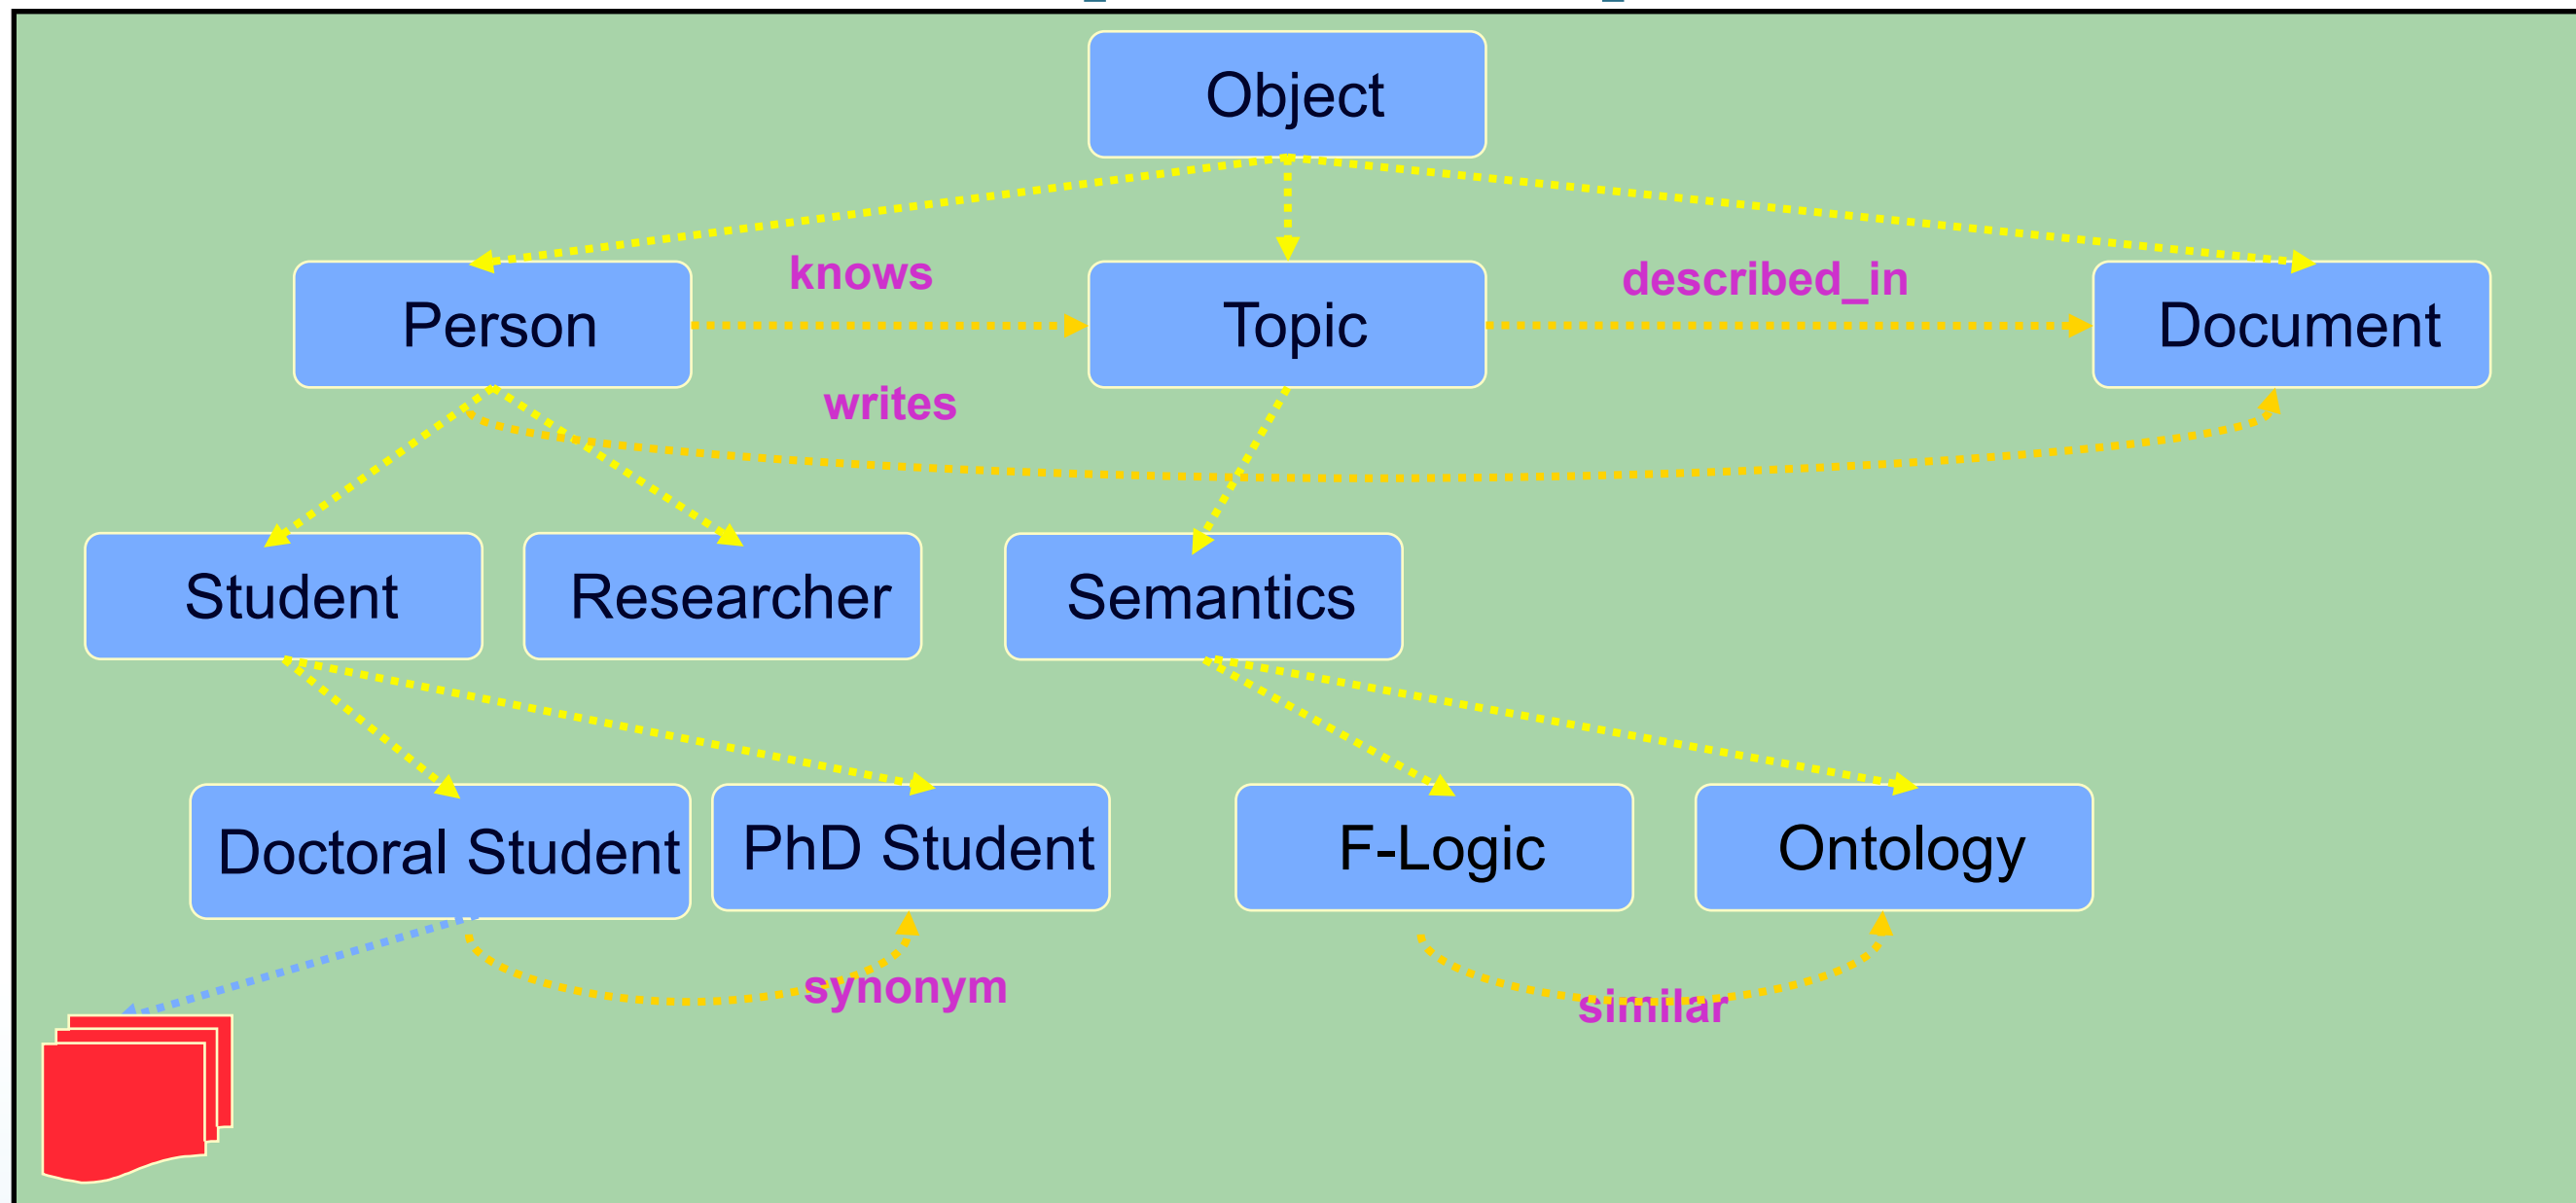 Object
knows
described_in
Person
Topic
Document
writes
Student
Researcher
Semantics
Doctoral Student
PhD Student
F-Logic
Ontology
synonym
similar